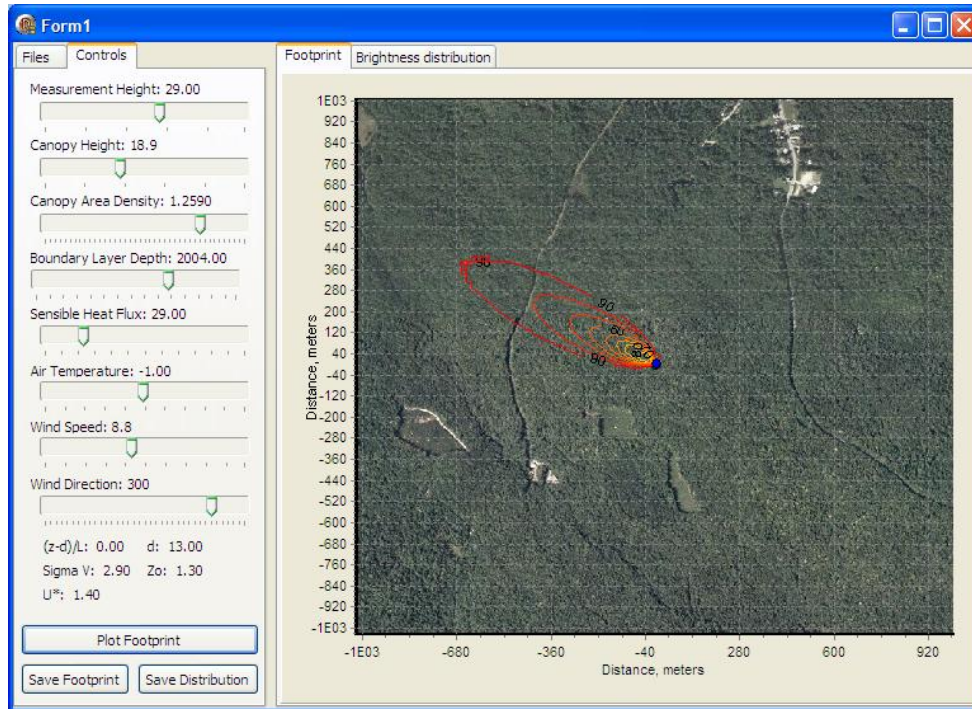 Form1
Files Controls
Measurement Height: 29.00
Canopy Height: 18.9
Canopy Area Density: 1.2590
Boundary Layer Depth: 2004.00
Sensible Heat Flux: 29.00
Air Temperature: -1.00
Wind Speed: 8.8
Wind Direction: 300
(z-d)/L: 0.00 d: 13.00
Sigma V: 2.90 Zo: 1.30
U*: 1.40
Plot Footprint
Save Footprint Save Distribution
Footprint Brightness distribution
1E03
920
840
760
680
600
520
440
360
280
200
120
40
-40
-120
-200
-280
-360
-440
-520
-600
-680
-760
-840
-920
-1E03
Distance, meters
90
80
-1E03 -680 -360 -40 280 600 920
Distance, meters